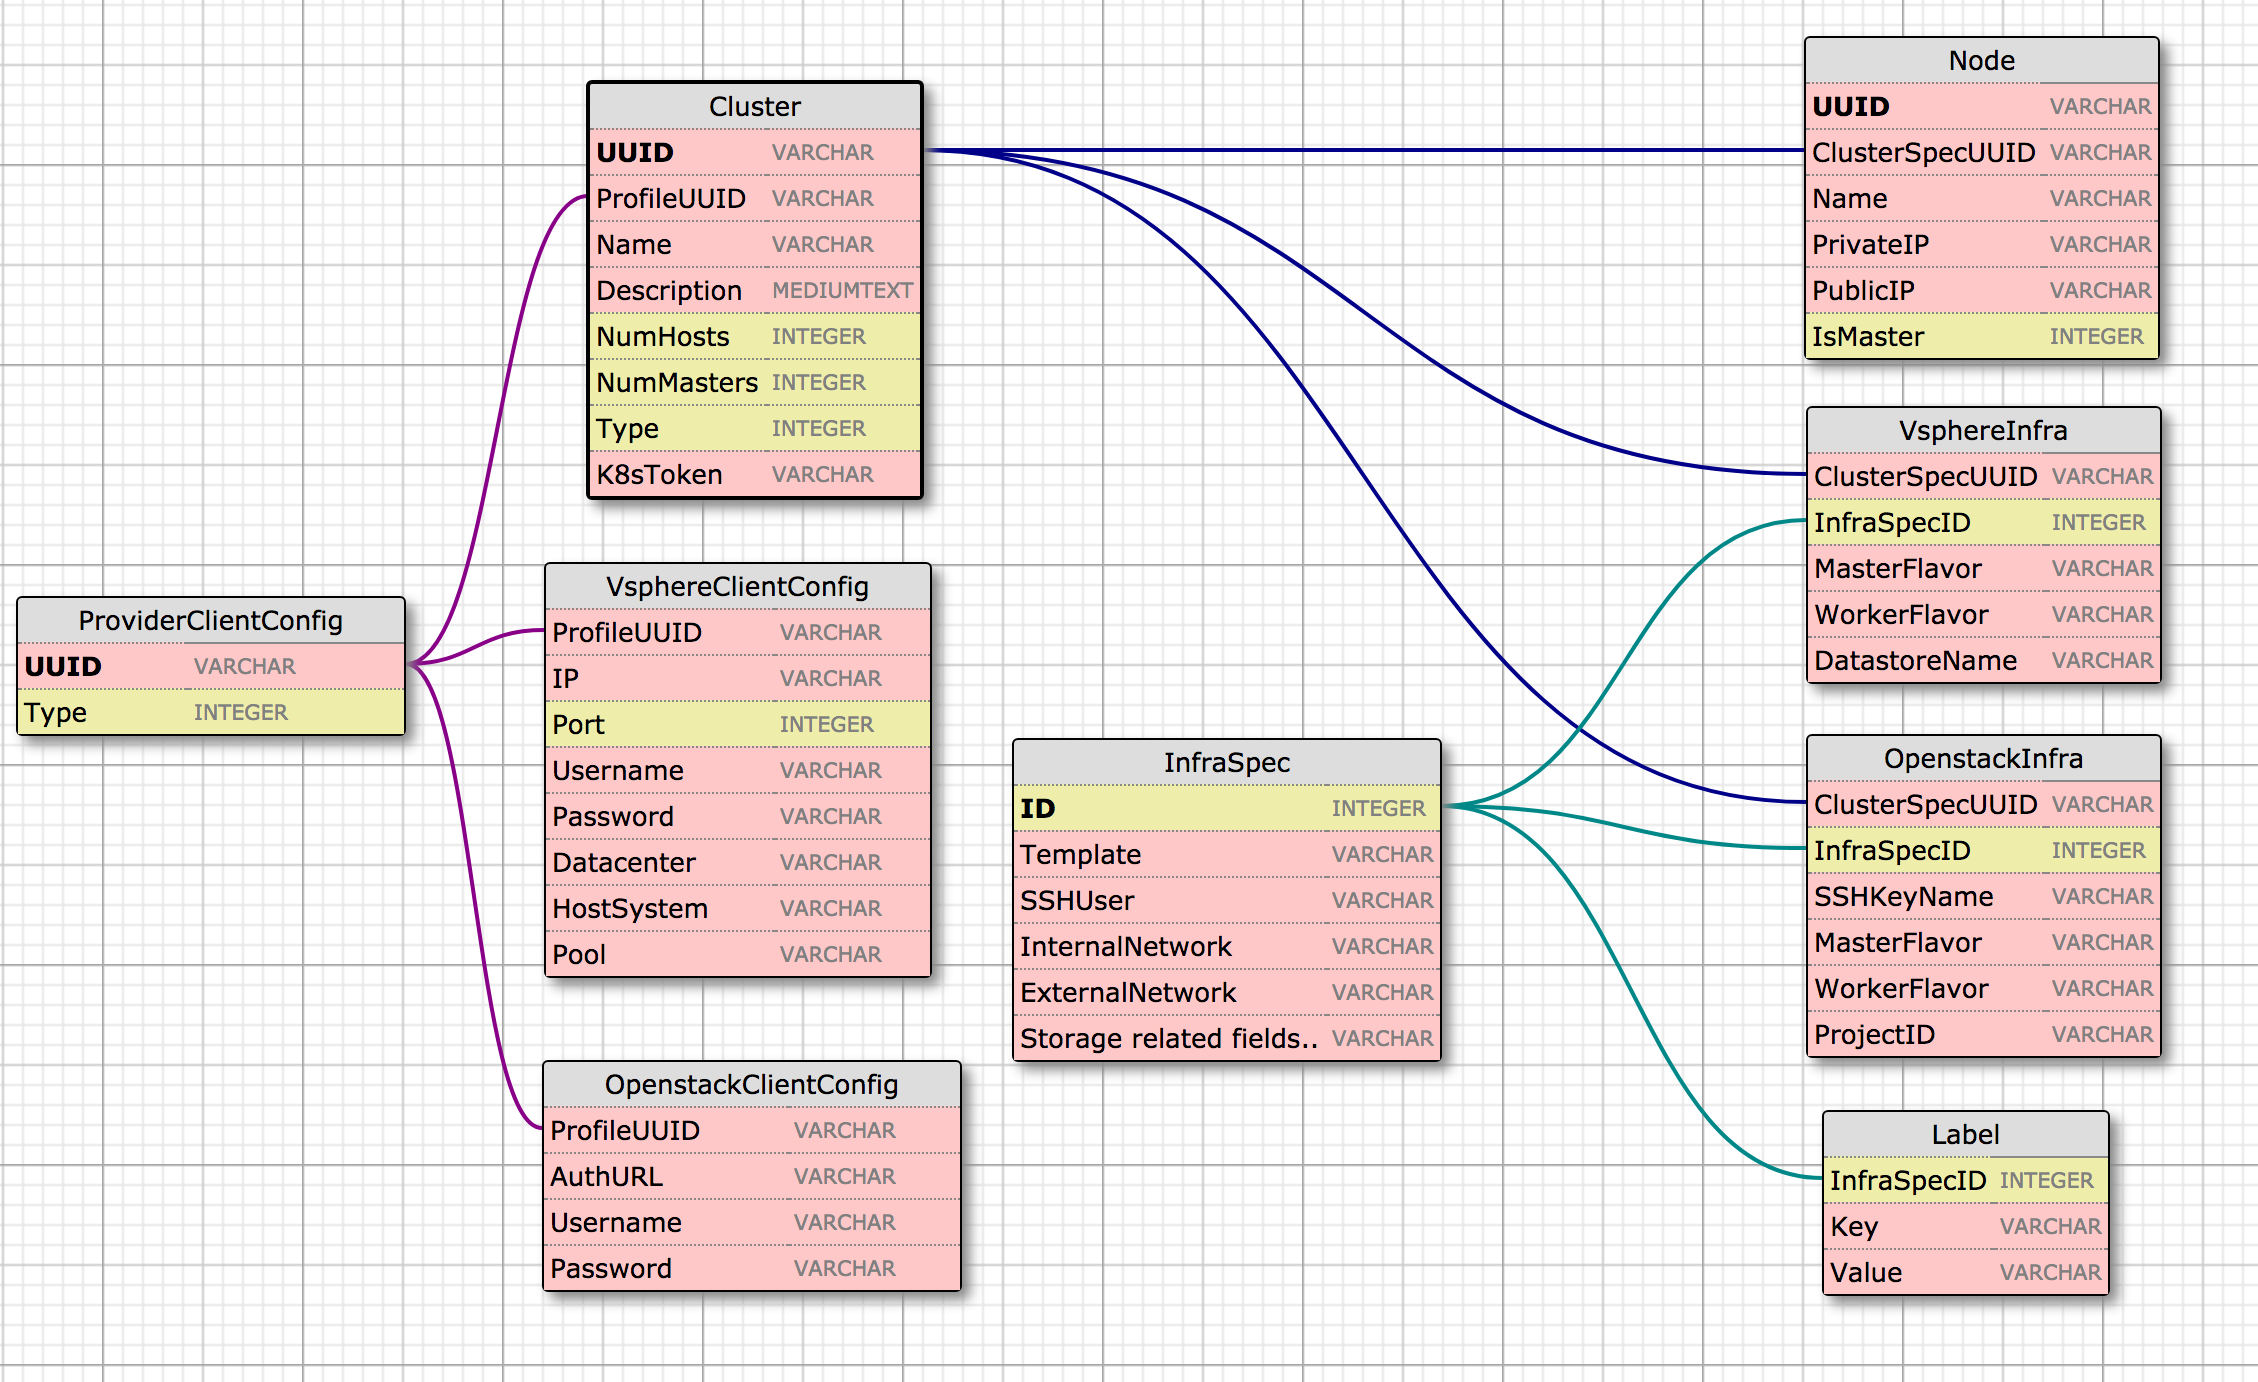 Cluster
UUID VARCHAR
ProfileUUID VARCHAR
Name VARCHAR
Description MEDIUMTEXT
NumHosts INTEGER
NumMasters INTEGER
Type INTEGER
K8sToken VARCHAR
ProviderClientConfig
UUID VARCHAR
Type INTEGER
VsphereClientConfig
ProfileUUID VARCHAR
IP VARCHAR
Port INTEGER
Username VARCHAR
Password VARCHAR
Datacenter VARCHAR
HostSystem VARCHAR
Pool VARCHAR
OpenstackClientConfig
ProfileUUID VARCHAR
AuthURL VARCHAR
Username VARCHAR
Password VARCHAR
InfraSpec
ID INTEGER
Template VARCHAR
SSHUser VARCHAR
InternalNetwork VARCHAR
ExternalNetwork VARCHAR
Storage related fields.. VARCHAR
Node
UUID VARCHAR
ClusterSpecUUID VARCHAR
Name VARCHAR
PrivateIP VARCHAR
PublicIP VARCHAR
IsMaster INTEGER
VsphereInfra
ClusterSpecUUID VARCHAR
InfraSpecID INTEGER
MasterFlavor VARCHAR
WorkerFlavor VARCHAR
DatastoreName VARCHAR
OpenstackInfra
ClusterSpecUUID VARCHAR
InfraSpecID INTEGER
SSHKeyName VARCHAR
MasterFlavor VARCHAR
WorkerFlavor VARCHAR
ProjectID VARCHAR
Label
InfraSpecID INTEGER
Key VARCHAR
Value VARCHAR